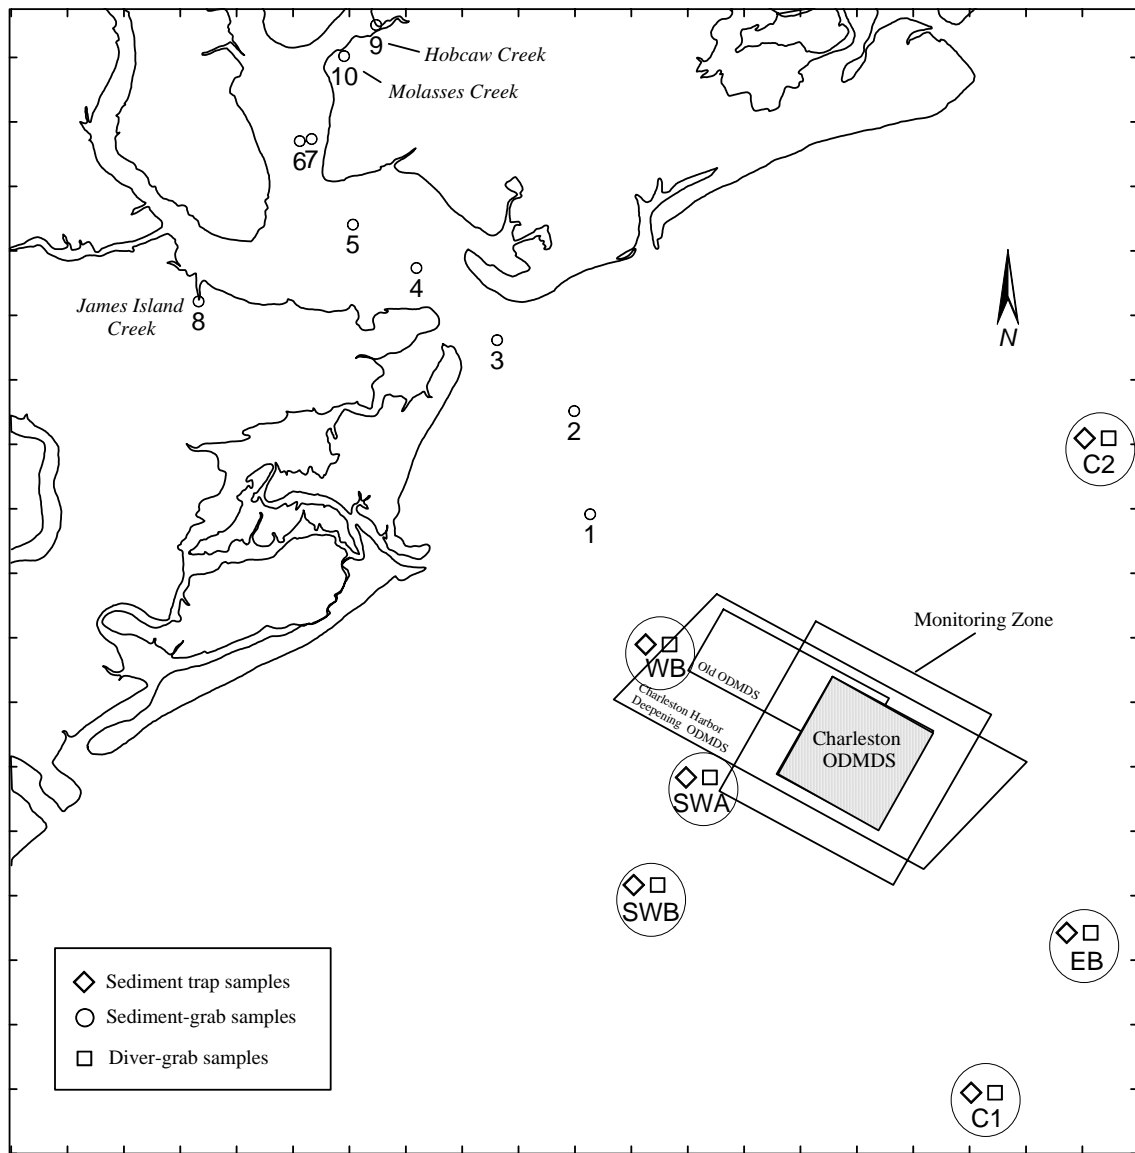 9
Hobcaw Creek
10
Molasses Creek
6
7
5
4
James Island
Creek
8
3
N
2
C2
1
Monitoring Zone
WB
Old ODMDS
Charleston Harbor
Deepening ODMDS
Charleston
ODMDS
SWA
SWB
EB
Sediment trap samples
Sediment-grab samples
Diver-grab samples
C1